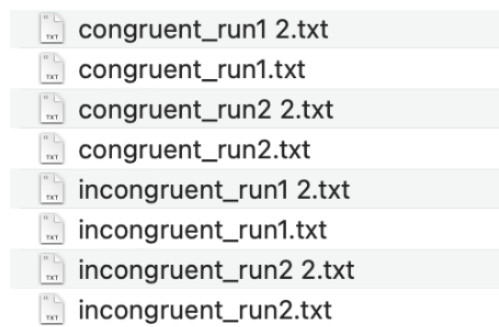 congruent_run1 2.txt
congruent_run1.txt
congruent_run2 2.txt
congruent_run2.txt
incongruent_run1 2.txt
incongruent_run1.txt
incongruent_run2 2.txt
incongruent_run2.txt